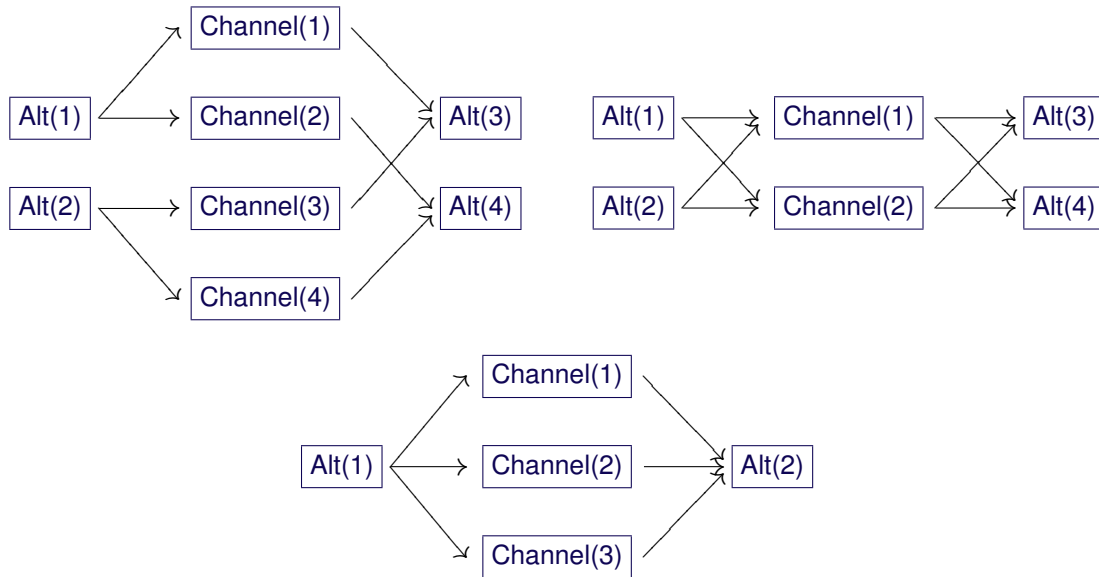 Channel(1)
Alt(1) Channel(2) Alt(3)
Alt(2) Channel(3) Alt(4)
Channel(4)
Alt(1) Channel(1) Alt(3)
Alt(2) Channel(2) Alt(4)
Channel(1)
Alt(1) Channel(2) Alt(2)
Channel(3)